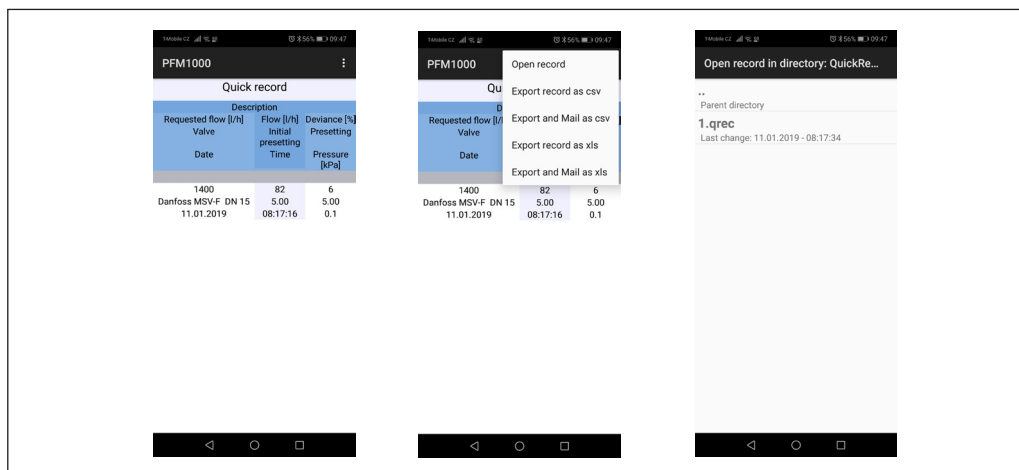 T-Mobile CZ 56% 09:47
PFM1000
Quick record
Description
Requested flow [l/h] Flow [l/h] Deviance [%]
Valve Initial presetting Presetting
Date Time Pressure [kPa]
1400 82 6
Danfoss MSV-F DN 15 5.00 5.00
11.01.2019 08:17:16 0.1
T-Mobile CZ 56% 09:47
PFM1000
Qu
D
Requested flow [l/
Valve
Date
Open record
Export record as csv
Export and Mail as csv
Export record as xls
Export and Mail as xls
1400 82 6
Danfoss MSV-F DN 15 5.00 5.00
11.01.2019 08:17:16 0.1
T-Mobile CZ 56% 09:47
Open record in directory: QuickRe...
..
Parent directory
1.qrec
Last change: 11.01.2019 - 08:17:34